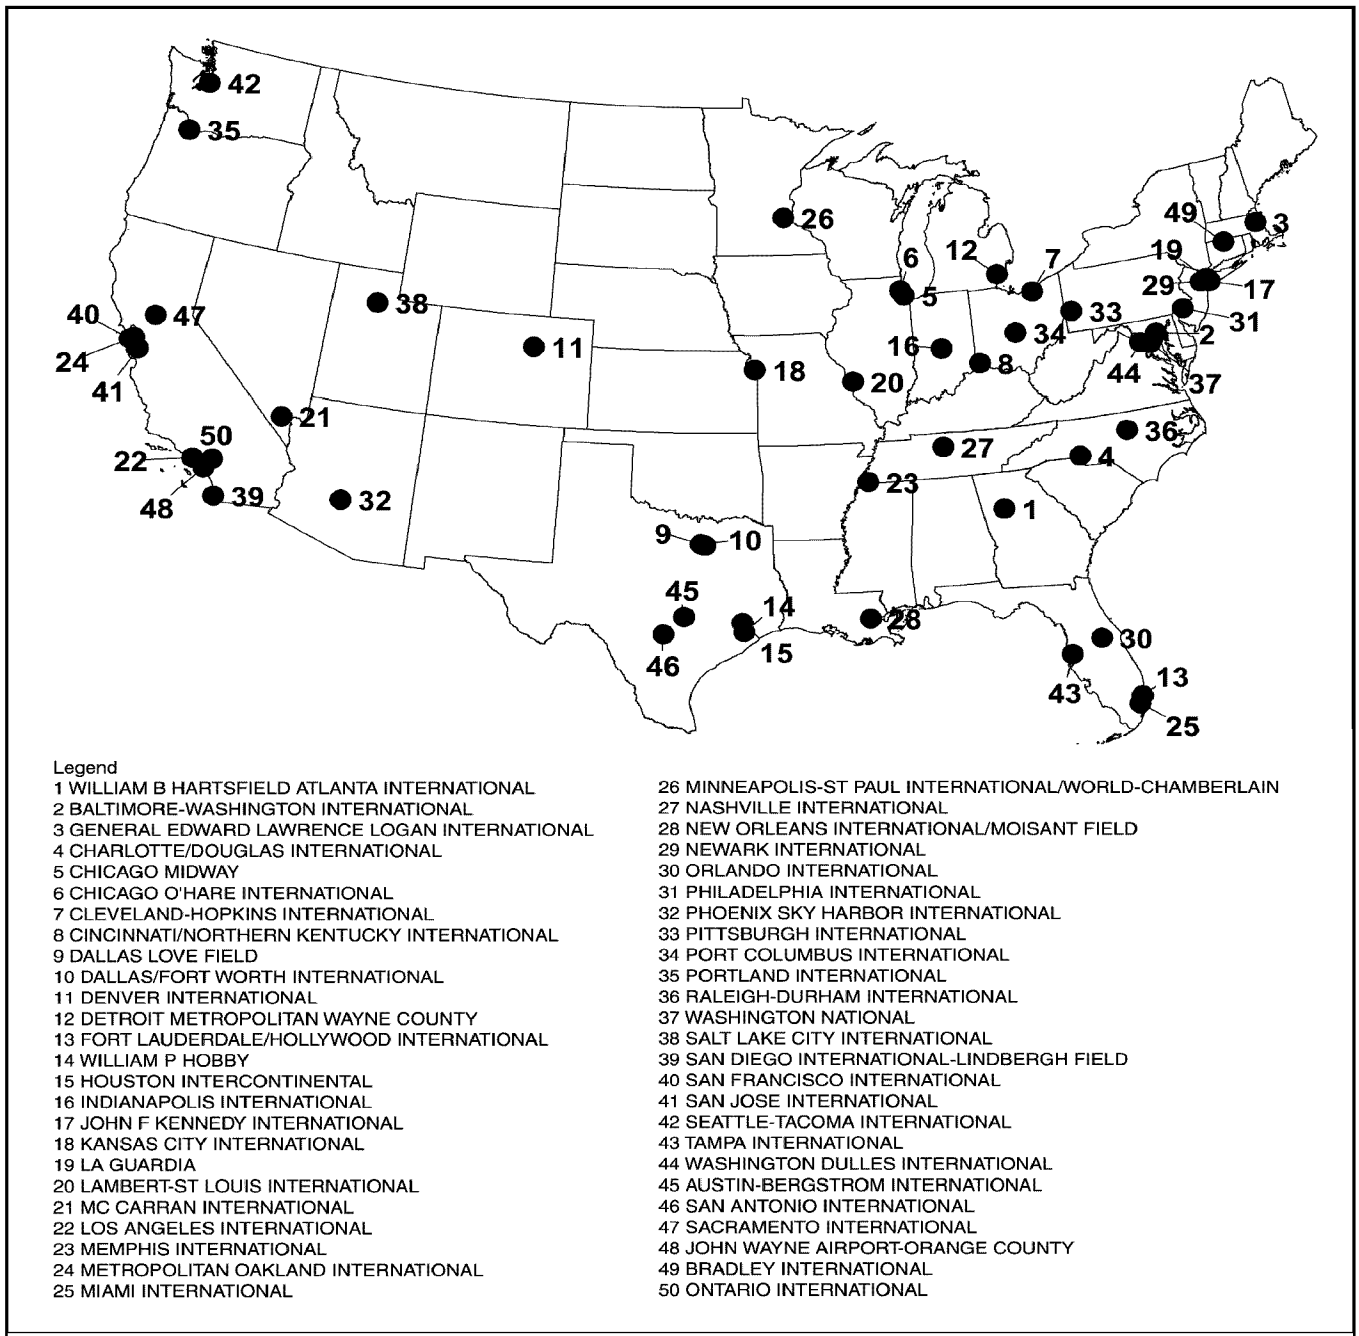 42
35
26
49
3
6
12
7
19
5
29
17
38
40
47
33
31
24
11
16
34
2
41
18
20
8
44
37
21
50
36
22
27
4
48
39
32
23
1
9
10
45
14
28
30
46
15
43
13
25
Legend
1 WILLIAM B HARTSFIELD ATLANTA INTERNATIONAL
2 BALTIMORE-WASHINGTON INTERNATIONAL
3 GENERAL EDWARD LAWRENCE LOGAN INTERNATIONAL
4 CHARLOTTE/DOUGLAS INTERNATIONAL
5 CHICAGO MIDWAY
6 CHICAGO O'HARE INTERNATIONAL
7 CLEVELAND-HOPKINS INTERNATIONAL
8 CINCINNATI/NORTHERN KENTUCKY INTERNATIONAL
9 DALLAS LOVE FIELD
10 DALLAS/FORT WORTH INTERNATIONAL
11 DENVER INTERNATIONAL
12 DETROIT METROPOLITAN WAYNE COUNTY
13 FORT LAUDERDALE/HOLLYWOOD INTERNATIONAL
14 WILLIAM P HOBBY
15 HOUSTON INTERCONTINENTAL
16 INDIANAPOLIS INTERNATIONAL
17 JOHN F KENNEDY INTERNATIONAL
18 KANSAS CITY INTERNATIONAL
19 LA GUARDIA
20 LAMBERT-ST LOUIS INTERNATIONAL
21 MC CARRAN INTERNATIONAL
22 LOS ANGELES INTERNATIONAL
23 MEMPHIS INTERNATIONAL
24 METROPOLITAN OAKLAND INTERNATIONAL
25 MIAMI INTERNATIONAL
26 MINNEAPOLIS-ST PAUL INTERNATIONAL/WORLD-CHAMBERLAIN
27 NASHVILLE INTERNATIONAL
28 NEW ORLEANS INTERNATIONAL/MOISANT FIELD
29 NEWARK INTERNATIONAL
30 ORLANDO INTERNATIONAL
31 PHILADELPHIA INTERNATIONAL
32 PHOENIX SKY HARBOR INTERNATIONAL
33 PITTSBURGH INTERNATIONAL
34 PORT COLUMBUS INTERNATIONAL
35 PORTLAND INTERNATIONAL
36 RALEIGH-DURHAM INTERNATIONAL
37 WASHINGTON NATIONAL
38 SALT LAKE CITY INTERNATIONAL
39 SAN DIEGO INTERNATIONAL-LINDBERGH FIELD
40 SAN FRANCISCO INTERNATIONAL
41 SAN JOSE INTERNATIONAL
42 SEATTLE-TACOMA INTERNATIONAL
43 TAMPA INTERNATIONAL
44 WASHINGTON DULLES INTERNATIONAL
45 AUSTIN-BERGSTROM INTERNATIONAL
46 SAN ANTONIO INTERNATIONAL
47 SACRAMENTO INTERNATIONAL
48 JOHN WAYNE AIRPORT-ORANGE COUNTY
49 BRADLEY INTERNATIONAL
50 ONTARIO INTERNATIONAL